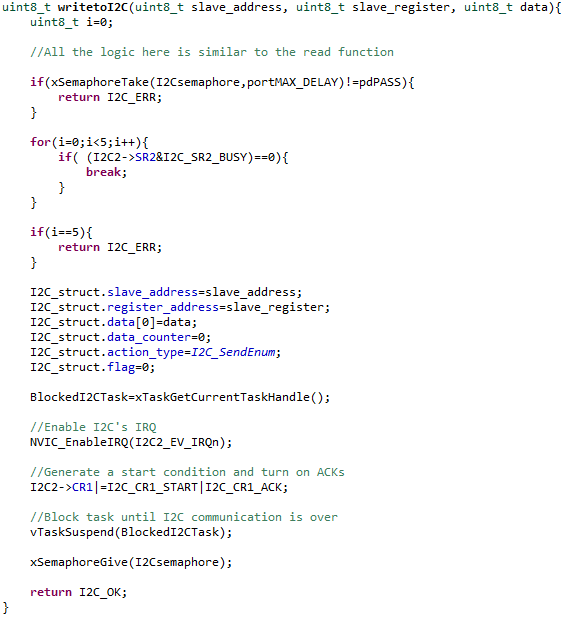 uint8_t writetoI2C(uint8_t slave_address, uint8_t slave_register, uint8_t data){
    uint8_t i=0;

    //All the logic here is similar to the read function

    if(xSemaphoreTake(I2Csemaphore,portMAX_DELAY)!=pdPASS){
        return I2C_ERR;
    }

    for(i=0;i<5;i++){
        if( (I2C2->SR2&I2C_SR2_BUSY)==0){
            break;
        }
    }

    if(i==5){
        return I2C_ERR;
    }

    I2C_struct.slave_address=slave_address;
    I2C_struct.register_address=slave_register;
    I2C_struct.data[0]=data;
    I2C_struct.data_counter=0;
    I2C_struct.action_type=I2C_SendEnum;
    I2C_struct.flag=0;

    BlockedI2CTask=xTaskGetCurrentTaskHandle();

    //Enable I2C's IRQ
    NVIC_EnableIRQ(I2C2_EV_IRQn);

    //Generate a start condition and turn on ACKs
    I2C2->CR1|=I2C_CR1_START|I2C_CR1_ACK;

    //Block task until I2C communication is over
    vTaskSuspend(BlockedI2CTask);

    xSemaphoreGive(I2Csemaphore);

    return I2C_OK;
}